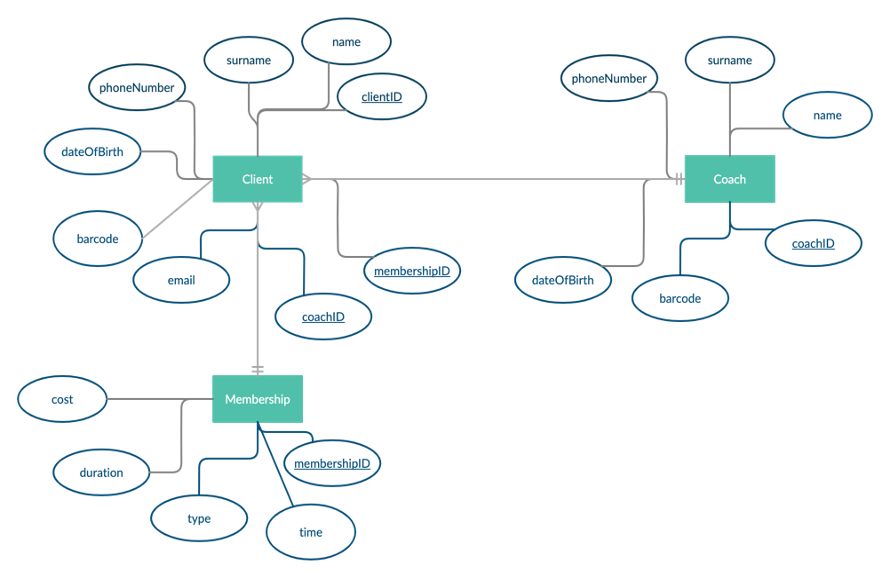 name
surname
surname
phoneNumber
phoneNumber
clientID
name
dateOfBirth
Client
Coach
barcode
coachID
membershipID
email
dateOfBirth
barcode
coachID
cost
Membership
membershipID
duration
type
time